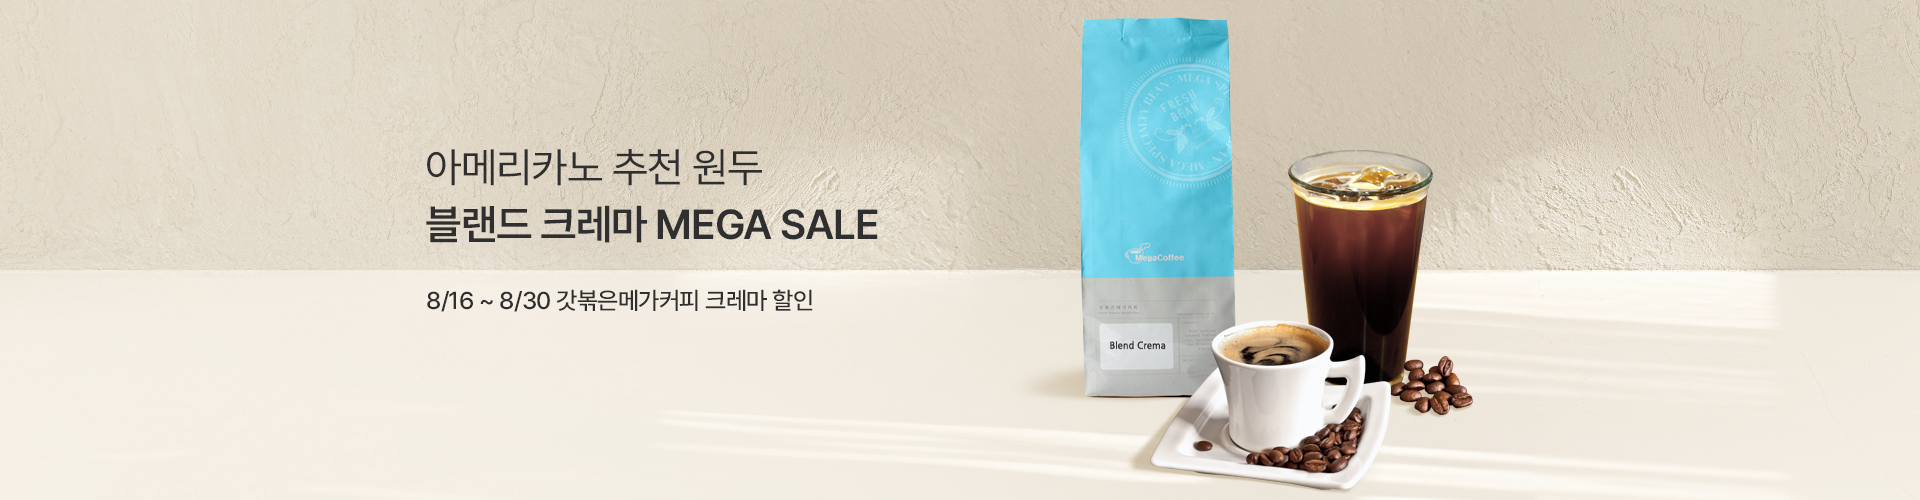 아메리카노 추천 원두
블랜드 크레마 MEGA SALE
8/16 ~ 8/30 갓볶은메가커피 크레마 할인
FRESH
BEAN
MegaCoffee
Blend Crema